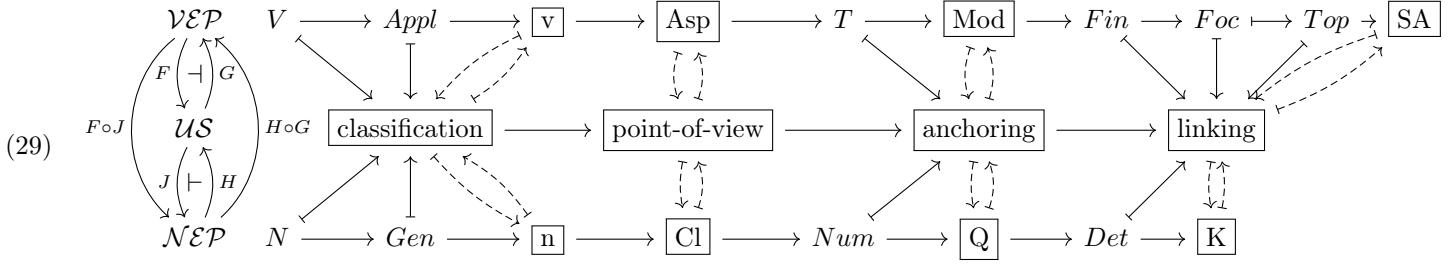 𝒱ℰ𝒫 V Appl v Asp T Mod Fin Foc Top SA
F ⊣ G
(29) F∘J 𝒰𝒮 H∘G classification point-of-view anchoring linking
J ⊢ H
𝒩ℰ𝒫 N Gen n Cl Num Q Det K